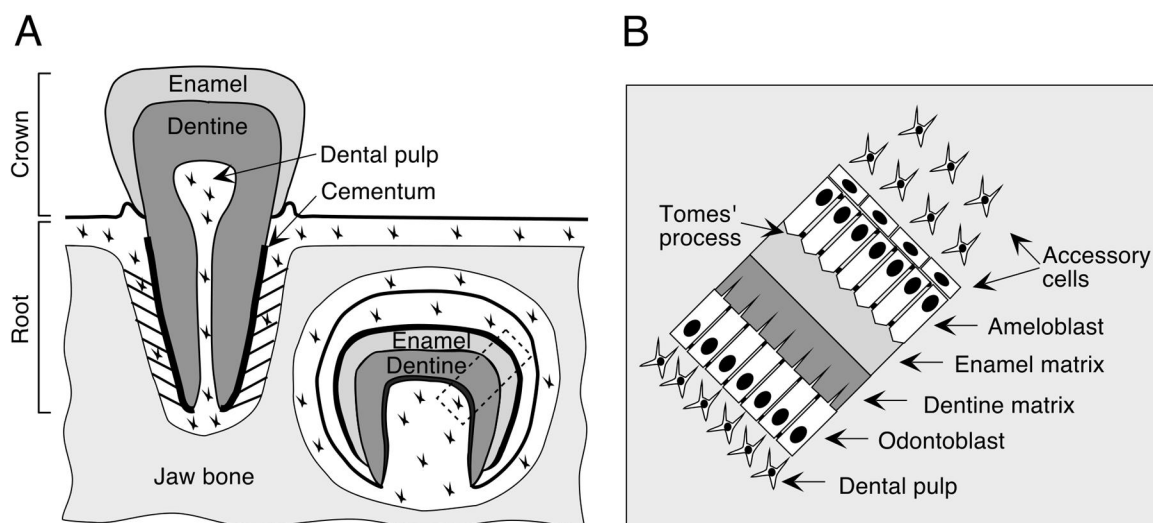 A
Crown
Root
Enamel
Dentine
Dental pulp
Cementum
Enamel
Dentine
Jaw bone
B
Tomes'
process
Accessory
cells
Ameloblast
Enamel matrix
Dentine matrix
Odontoblast
Dental pulp